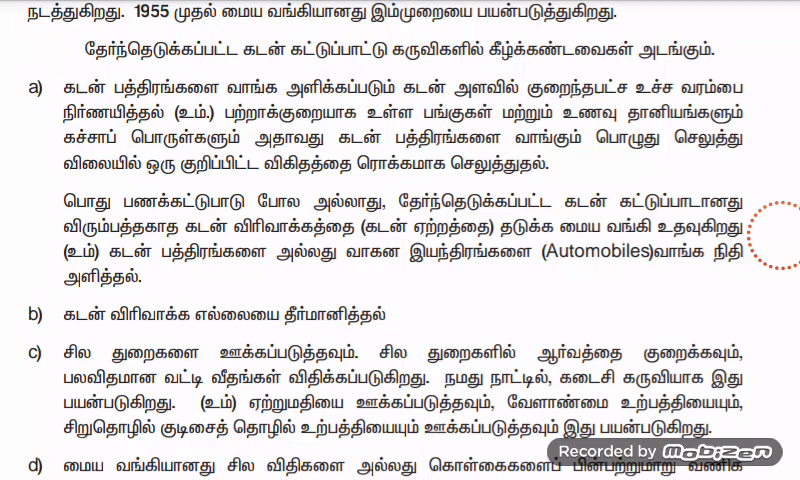 நடத்துகிறது. 1955 முதல் மைய வங்கியானது இம்முறையை பயன்படுத்துகிறது.
தேர்ந்தெடுக்கப்பட்ட கடன் கட்டுப்பாட்டு கருவிகளில் கீழ்க்கண்டவைகள் அடங்கும்.
a) கடன் பத்திரங்களை வாங்க அளிக்கப்படும் கடன் அளவில் குறைந்தபட்ச உச்ச வரம்பை
நிர்ணயித்தல் (உம்.) பற்றாக்குறையாக உள்ள பங்குகள் மற்றும் உணவு தானியங்களும்
கச்சாப் பொருள்களும் அதாவது கடன் பத்திரங்களை வாங்கும் பொழுது செலுத்து
விலையில் ஒரு குறிப்பிட்ட விகிதத்தை ரொக்கமாக செலுத்துதல்.
பொது பணக்கட்டுபாடு போல அல்லாது, தேர்ந்தெடுக்கப்பட்ட கடன் கட்டுப்பாடானது
விரும்பத்தகாத கடன் விரிவாக்கத்தை (கடன் ஏற்றத்தை) தடுக்க மைய வங்கி உதவுகிறது
(உம்) கடன் பத்திரங்களை அல்லது வாகன இயந்திரங்களை (Automobiles)வாங்க நிதி
அளித்தல்.
b) கடன் விரிவாக்க எல்லையை தீர்மானித்தல்
c) சில துறைகளை ஊக்கப்படுத்தவும். சில துறைகளில் ஆர்வத்தை குறைக்கவும்,
பலவிதமான வட்டி வீதங்கள் விதிக்கப்படுகிறது. நமது நாட்டில், கடைசி கருவியாக இது
பயன்படுகிறது. (உம்) ஏற்றுமதியை ஊக்கப்படுத்தவும், வேளாண்மை உற்பத்தியையும்,
சிறுதொழில் குடிசைத் தொழில் உற்பத்தியையும் ஊக்கப்படுத்தவும் இது பயன்படுகிறது.
Recorded by Mobizen
d) மைய வங்கியானது சில விதிகளை அல்லது கொள்கைகளைப் பின்பற்றுமாறு வணிக